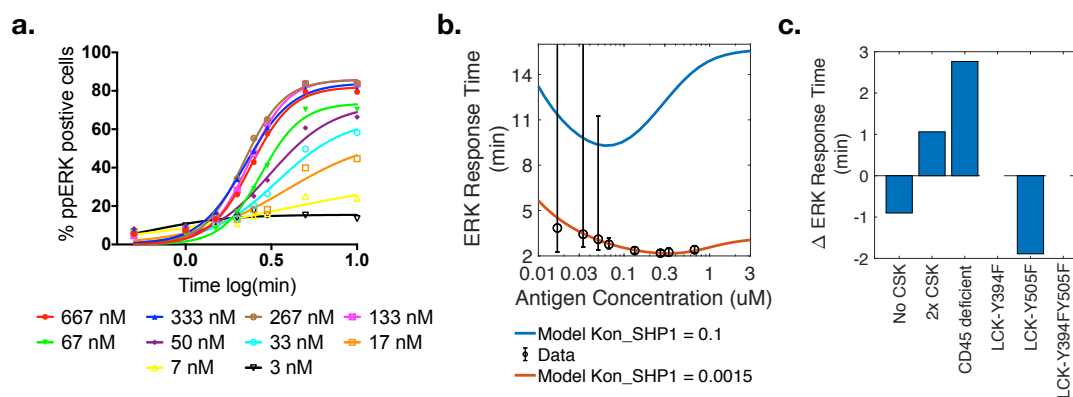 a.
% ppERK postive cells
100
80
60
40
20
0
0.0
0.5
1.0
Time log(min)
667 nM
333 nM
267 nM
133 nM
67 nM
50 nM
33 nM
17 nM
7 nM
3 nM
b.
ERK Response Time
(min)
14
10
6
2
0.01
0.03
0.1
0.3
1
3
Antigen Concentration (uM)
Model Kon_SHP1 = 0.1
Data
Model Kon_SHP1 = 0.0015
c.
Δ ERK Response Time
(min)
3
2
1
0
-1
-2
No CSK
2x CSK
CD45 deficient
LCK-Y394F
LCK-Y505F
LCK-Y394FY505F